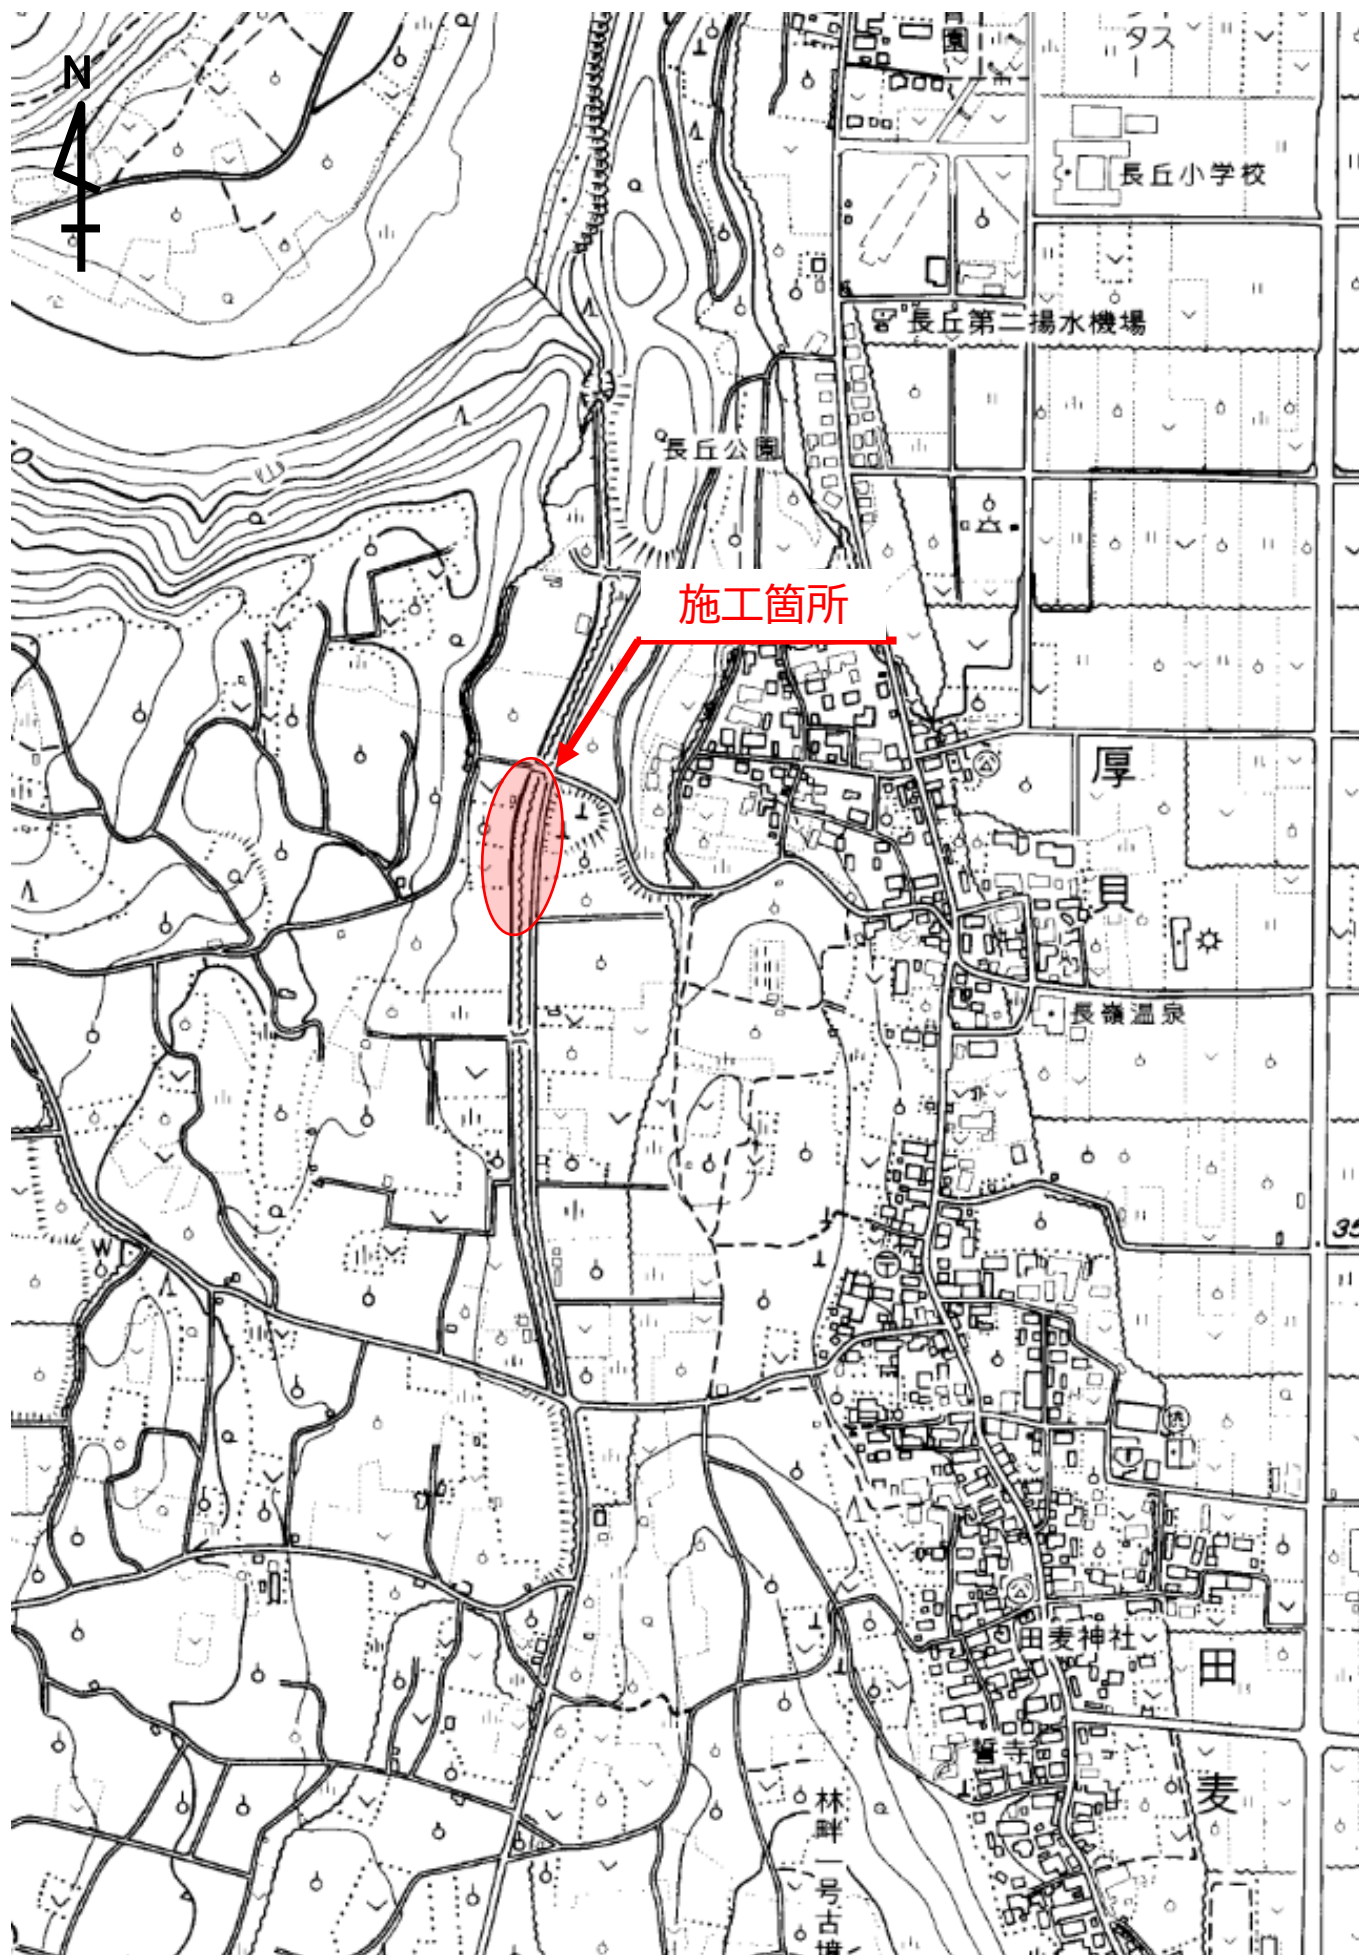 N
園
タス
ー
長丘小学校
長丘第二揚水機場
長丘公園
施工箇所
厚
貝
長嶺温泉
35
W
田麦神社
田
誓寺
麦
林畔一号古墳